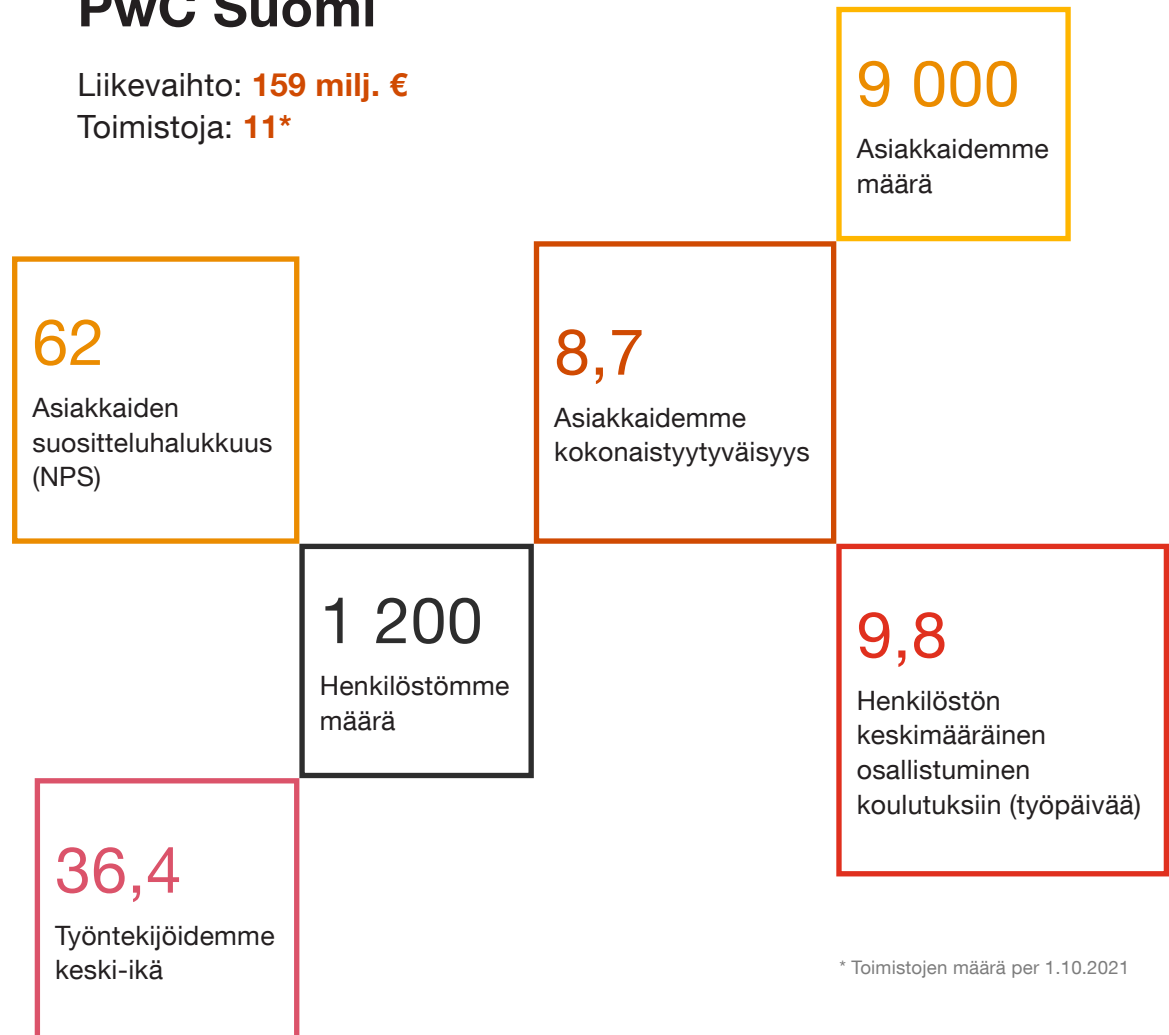 PwC Suomi
Liikevaihto: 159 milj. €
Toimistoja: 11*
9 000
Asiakkaidemme
määrä
62
Asiakkaiden
suositteluhalukkuus
(NPS)
8,7
Asiakkaidemme
kokonaistyytyväisyys
1 200
Henkilöstömme
määrä
9,8
Henkilöstön
keskimääräinen
osallistuminen
koulutuksiin (työpäivää)
36,4
Työntekijöidemme
keski-ikä
* Toimistojen määrä per 1.10.2021